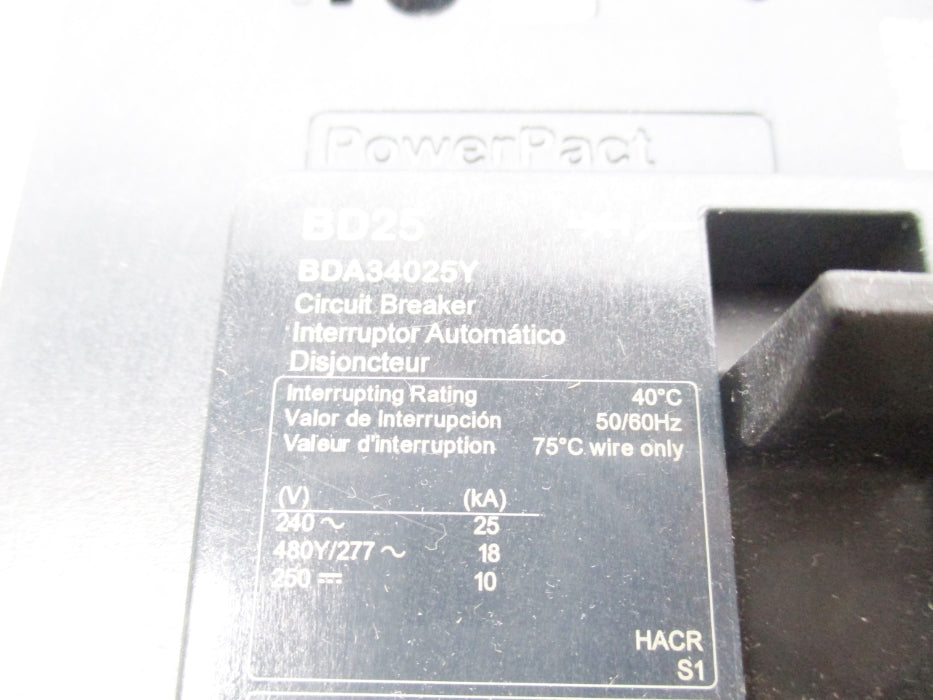 PowerPact
BD25
BDA34025Y
Circuit Breaker
Interruptor Automático
Disjoncteur
Interrupting Rating 40°C
Valor de Interrupción 50/60Hz
Valeur d'interruption 75°C wire only
(V) (kA)
240 ~ 25
480Y/277 ~ 18
250 ⎓ 10
HACR
S1